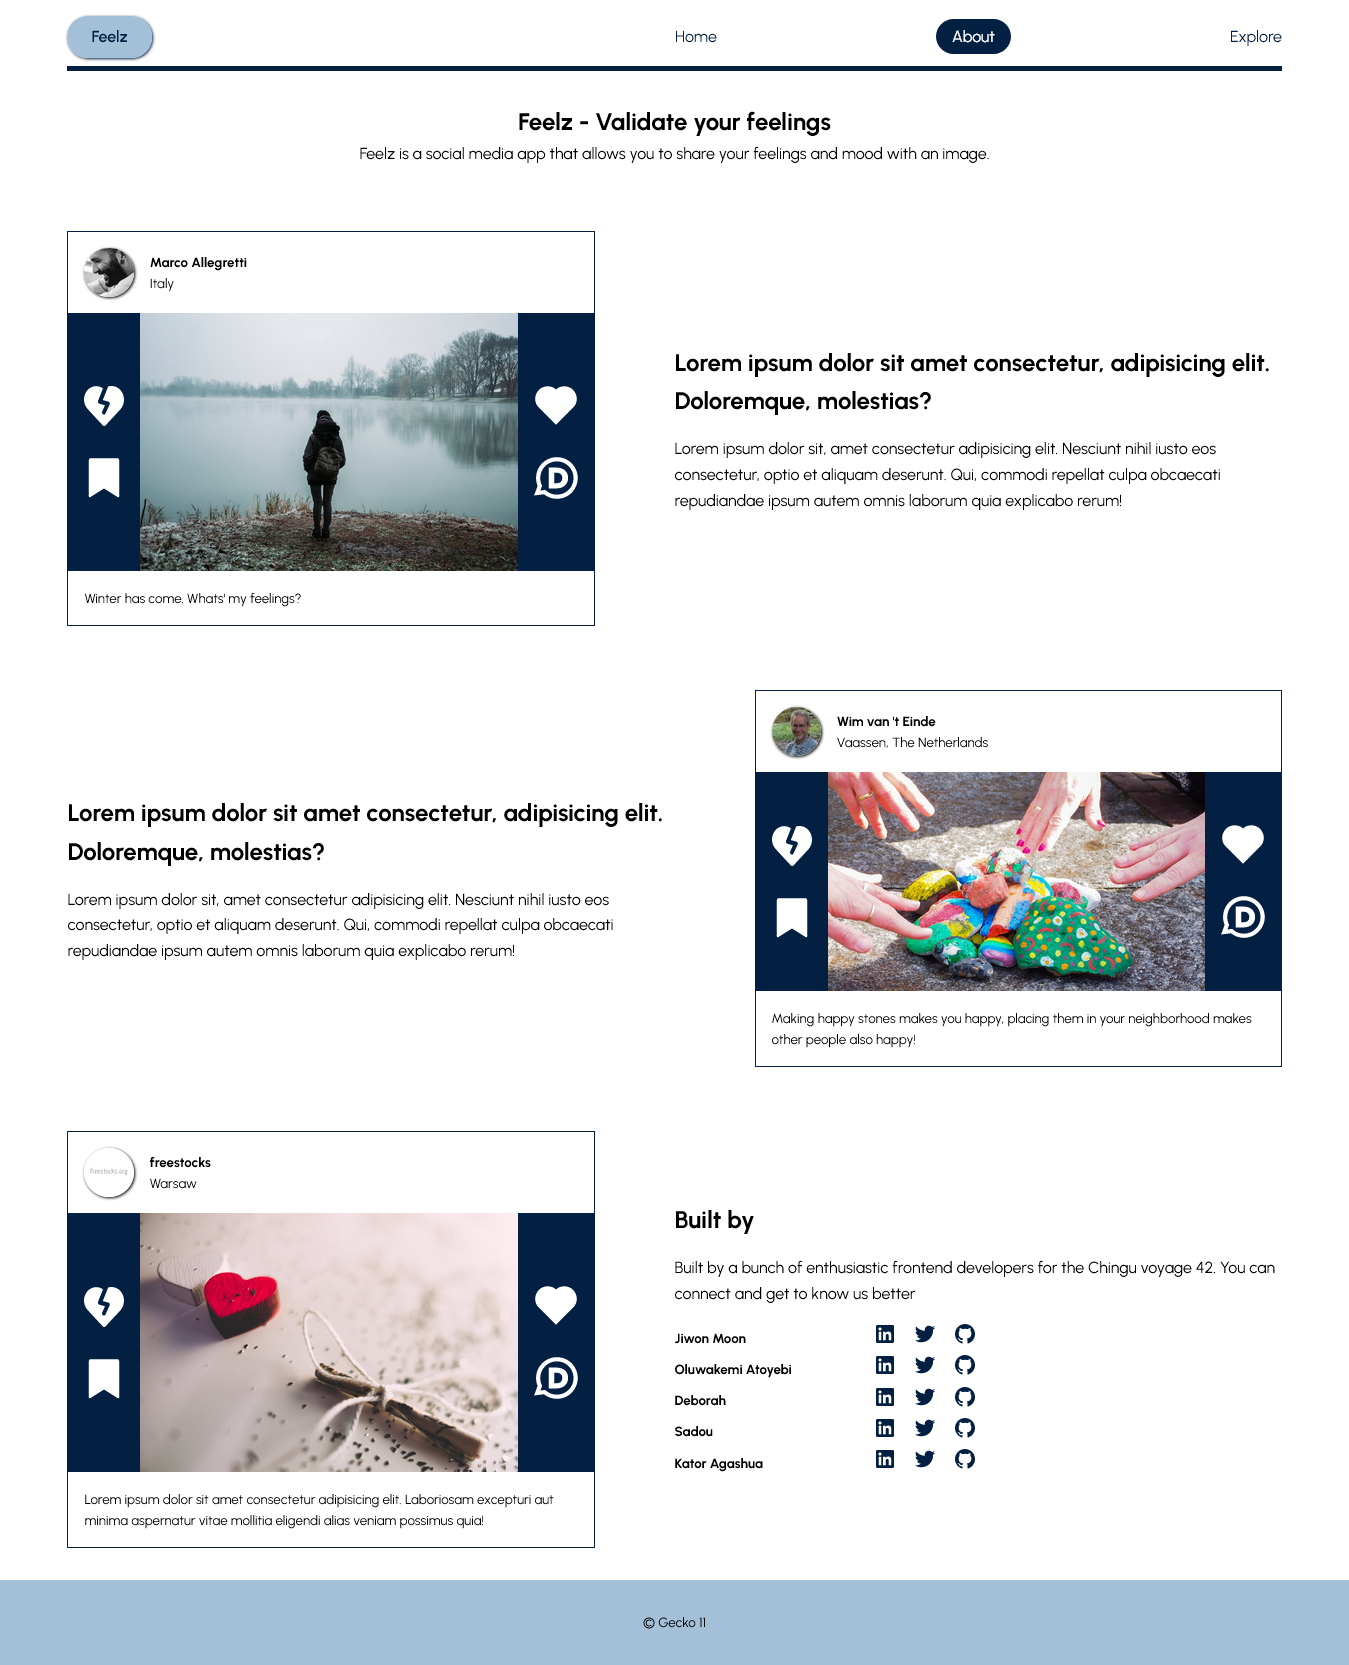 Feelz
Home
About
Explore
Feelz - Validate your feelings
Feelz is a social media app that allows you to share your feelings and mood with an image.
Marco Allegretti
Italy
Winter has come. Whats' my feelings?
Lorem ipsum dolor sit amet consectetur, adipisicing elit.
Doloremque, molestias?
Lorem ipsum dolor sit, amet consectetur adipisicing elit. Nesciunt nihil iusto eos
consectetur, optio et aliquam deserunt. Qui, commodi repellat culpa obcaecati
repudiandae ipsum autem omnis laborum quia explicabo rerum!
Lorem ipsum dolor sit amet consectetur, adipisicing elit.
Doloremque, molestias?
Lorem ipsum dolor sit, amet consectetur adipisicing elit. Nesciunt nihil iusto eos
consectetur, optio et aliquam deserunt. Qui, commodi repellat culpa obcaecati
repudiandae ipsum autem omnis laborum quia explicabo rerum!
Wim van 't Einde
Vaassen, The Netherlands
Making happy stones makes you happy, placing them in your neighborhood makes
other people also happy!
freestocks.org
freestocks
Warsaw
Lorem ipsum dolor sit amet consectetur adipisicing elit. Laboriosam excepturi aut
minima aspernatur vitae mollitia eligendi alias veniam possimus quia!
Built by
Built by a bunch of enthusiastic frontend developers for the Chingu voyage 42. You can
connect and get to know us better
Jiwon Moon
Oluwakemi Atoyebi
Deborah
Sadou
Kator Agashua
© Gecko 11